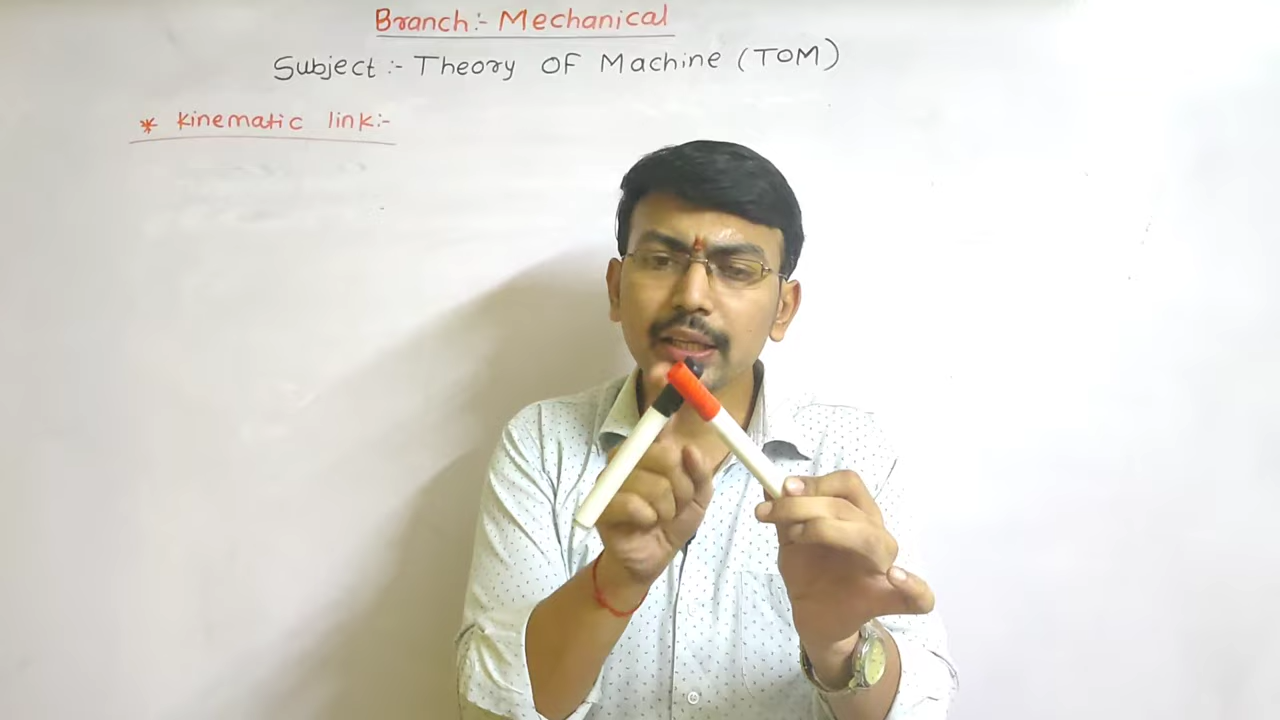 Branch:- Mechanical
Subject:- Theory OF Machine (TOM)
* Kinematic link:-